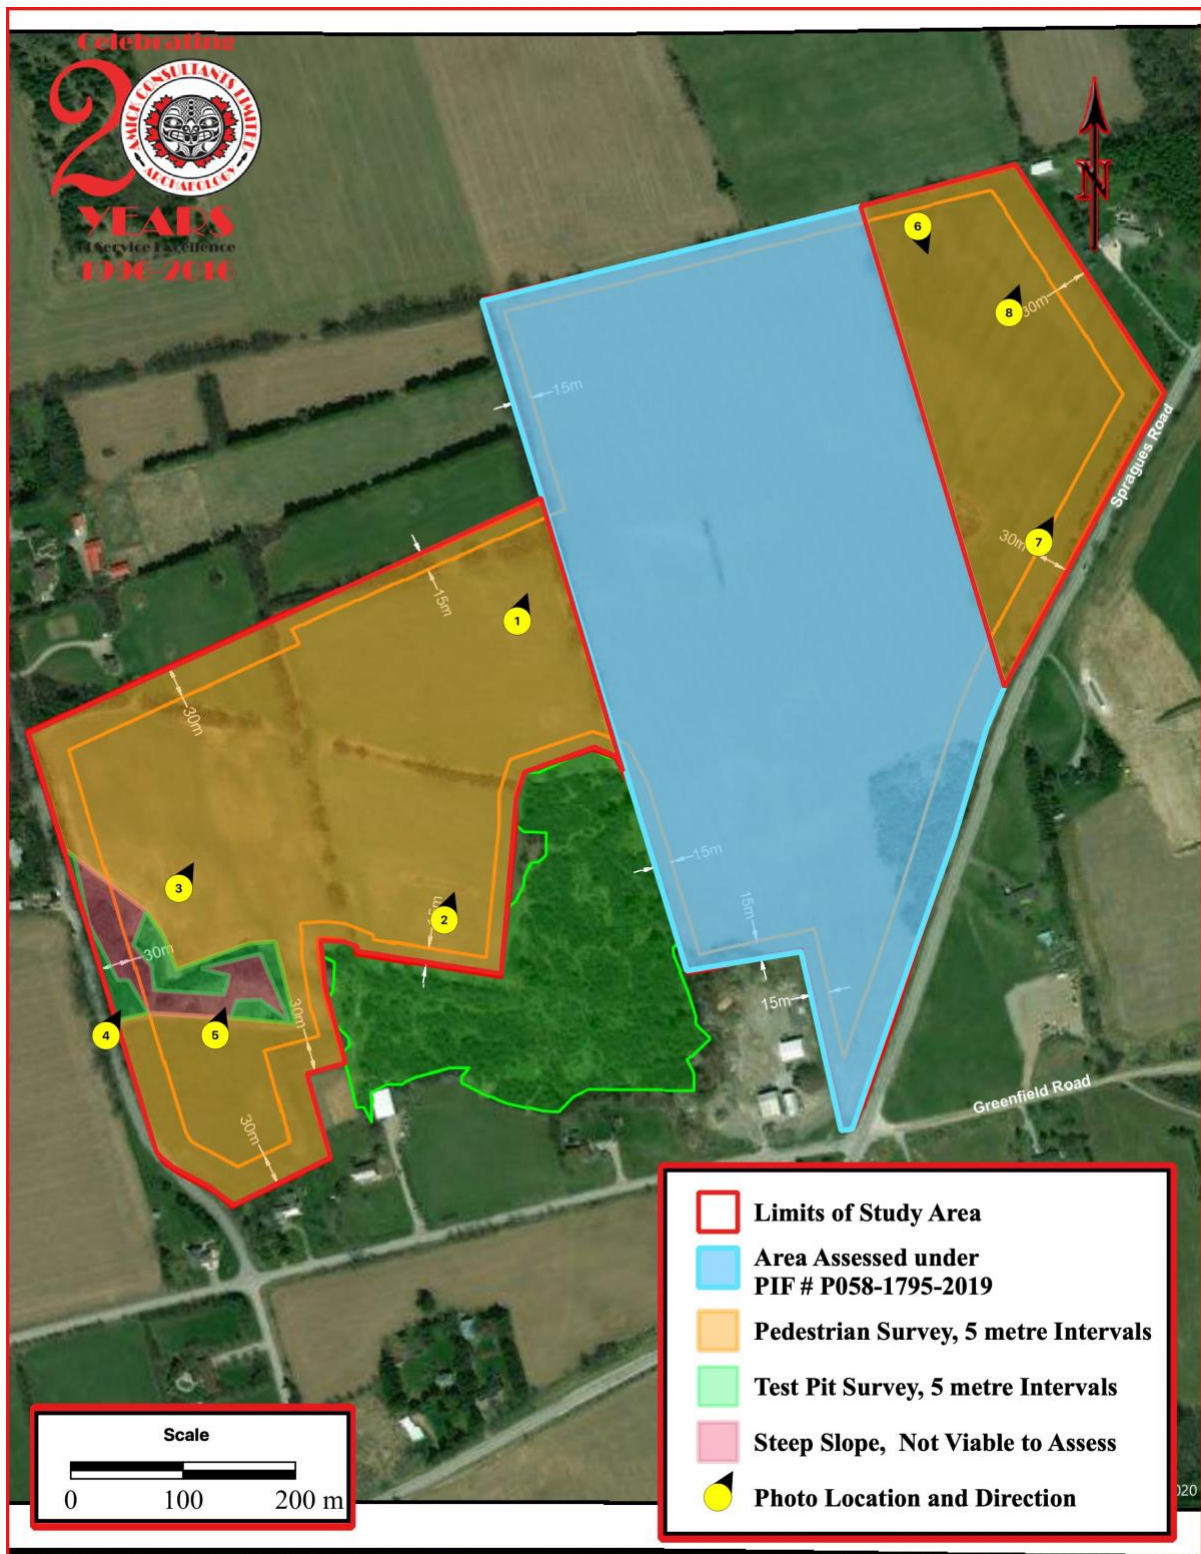 Celebrating
20
AMICK CONSULTANTS LIMITED
ARCHAEOLOGY
YEARS
of Service Excellence
1996-2016
N
6
8
30m
15m
Spragues Road
7
30m
15m
1
30m
15m
3
2
15m
15m
30m
30m
15m
4
5
30m
Greenfield Road
Limits of Study Area
Area Assessed under
PIF # P058-1795-2019
Pedestrian Survey, 5 metre Intervals
Test Pit Survey, 5 metre Intervals
Steep Slope, Not Viable to Assess
Photo Location and Direction
Scale
0 100 200 m